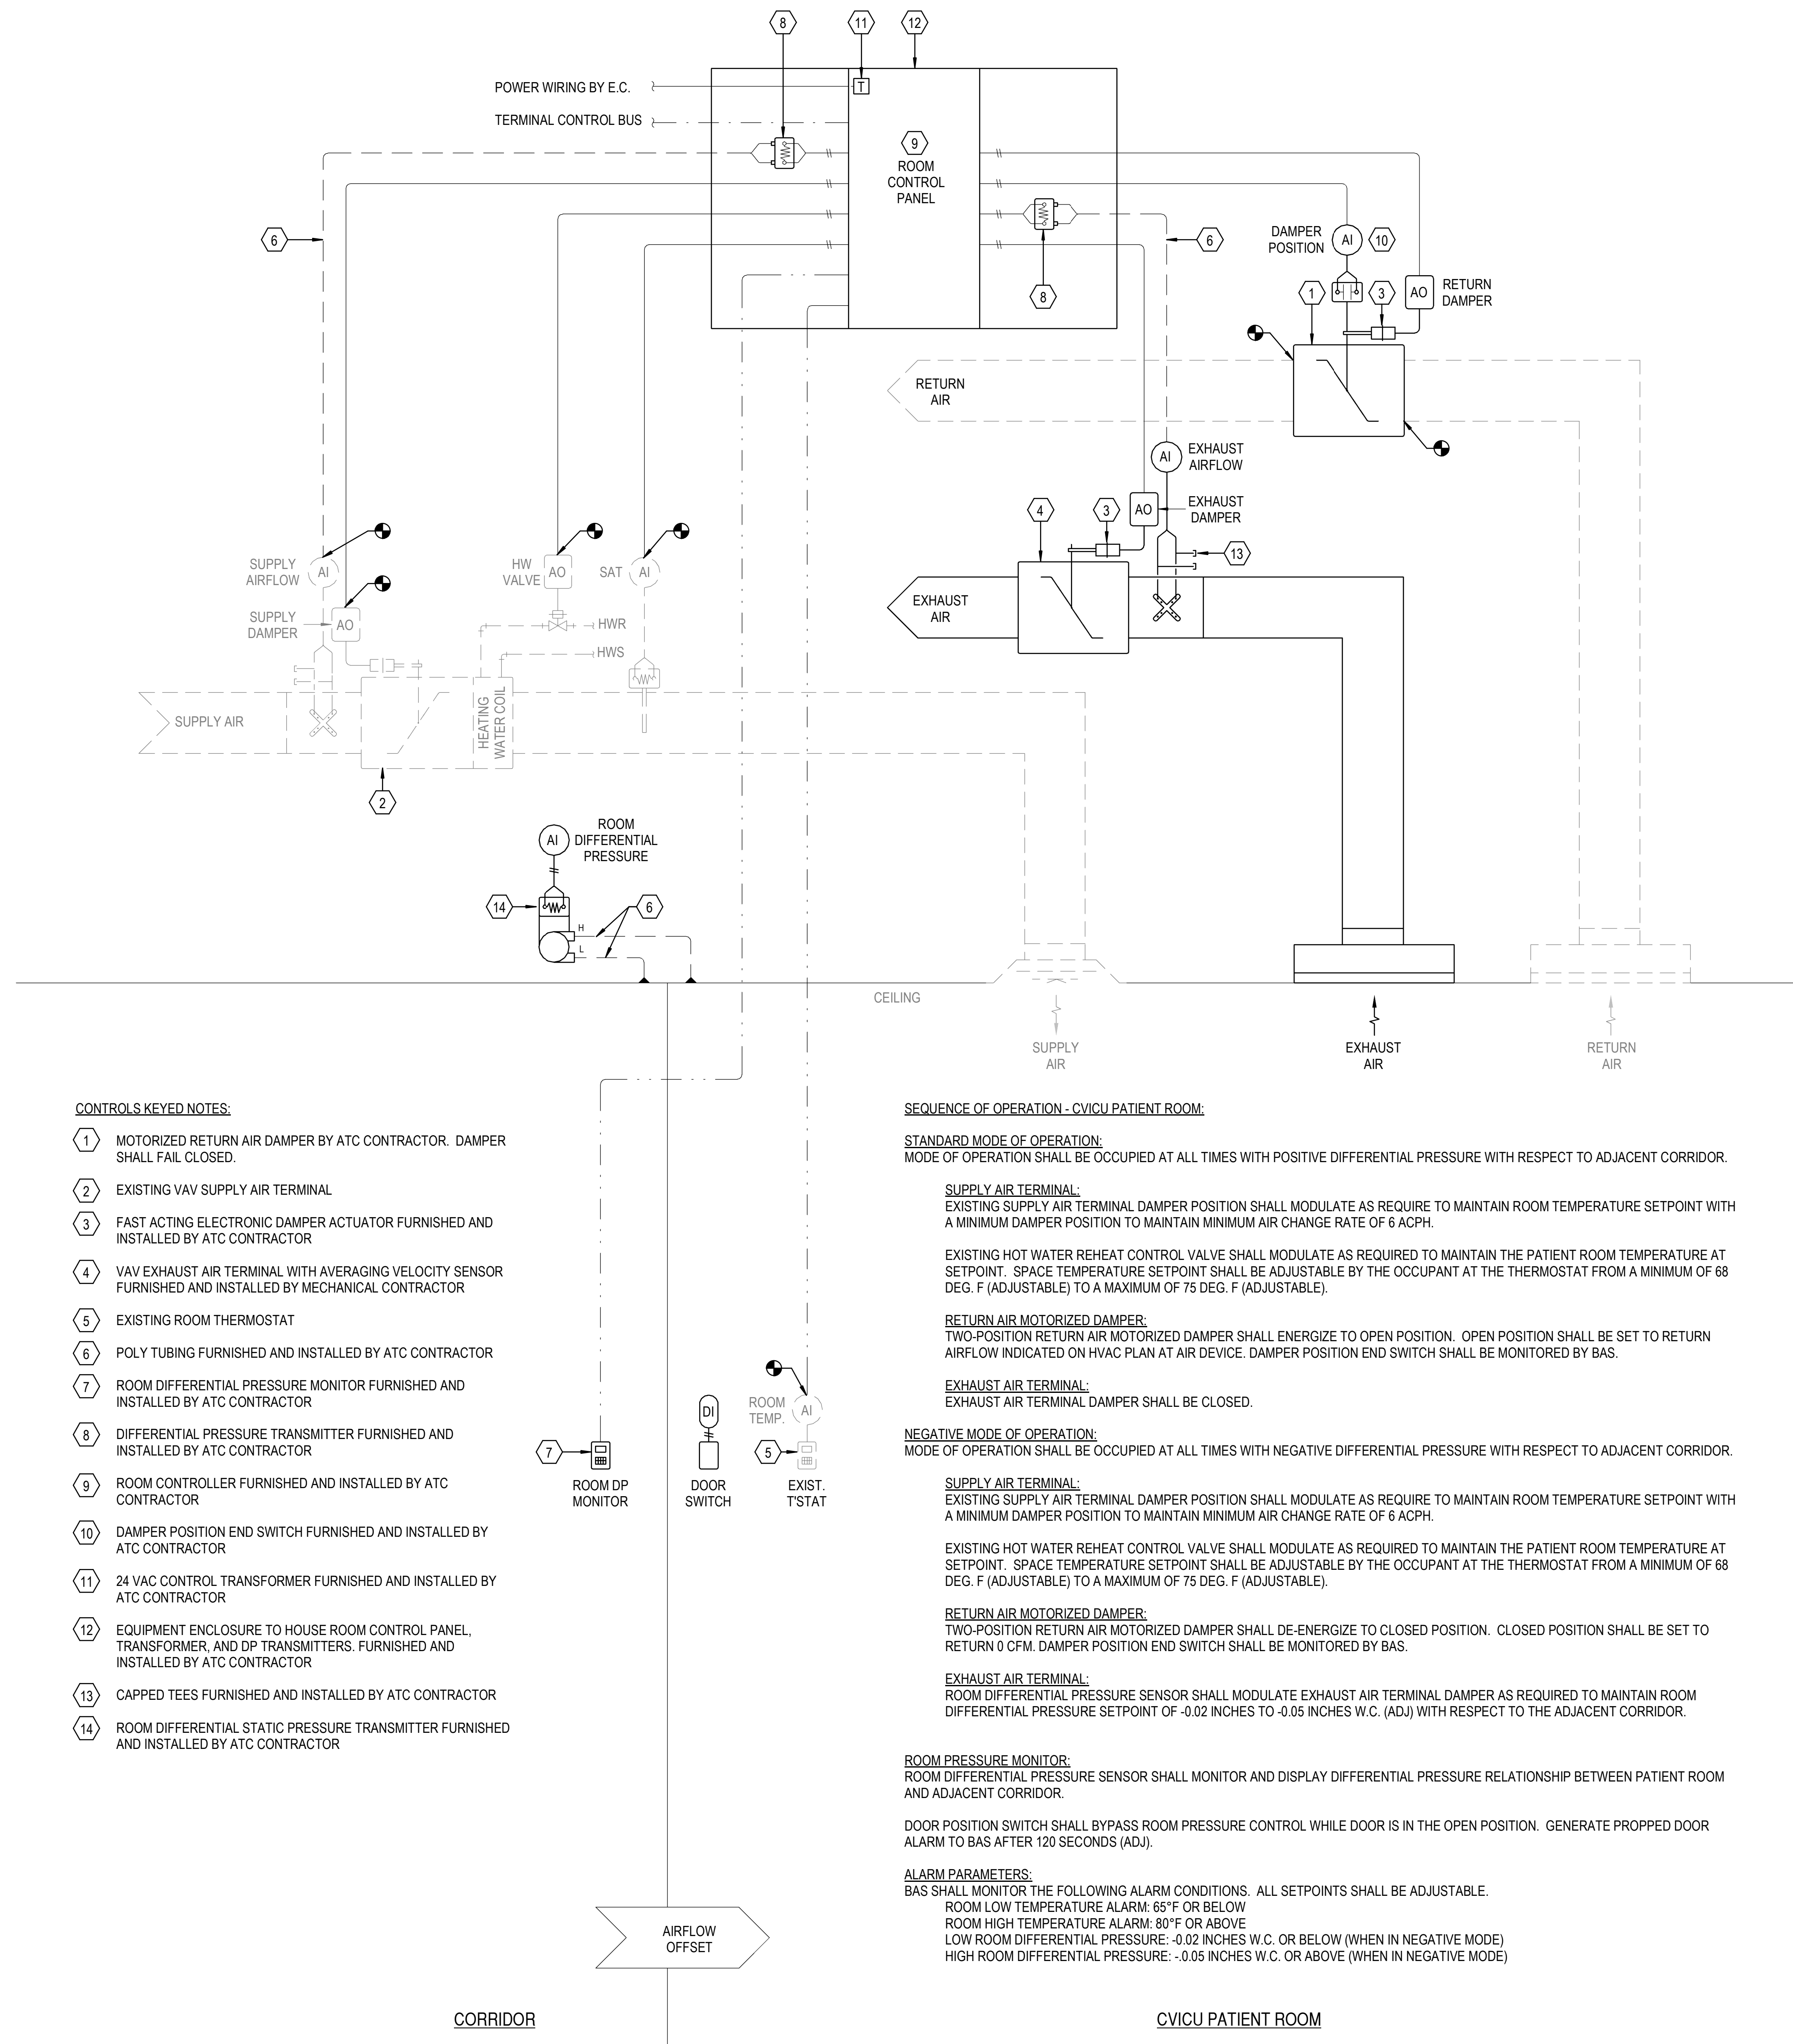 8
11
12
POWER WIRING BY E.C.
T
TERMINAL CONTROL BUS
9
ROOM
CONTROL
PANEL
6
8
6
DAMPER
POSITION
AI
10
1
3
AO
RETURN
DAMPER
RETURN
AIR
AI
EXHAUST
AIRFLOW
4
3
AO
EXHAUST
DAMPER
13
SUPPLY
AIRFLOW
AI
HW
VALVE
AO
SAT
AI
SUPPLY
DAMPER
AO
HWR
HWS
EXHAUST
AIR
SUPPLY AIR
HEATING
WATER COIL
2
AI
ROOM
DIFFERENTIAL
PRESSURE
14
H
L
6
CEILING
SUPPLY
AIR
EXHAUST
AIR
RETURN
AIR
CONTROLS KEYED NOTES:
1 MOTORIZED RETURN AIR DAMPER BY ATC CONTRACTOR. DAMPER
SHALL FAIL CLOSED.
2 EXISTING VAV SUPPLY AIR TERMINAL
3 FAST ACTING ELECTRONIC DAMPER ACTUATOR FURNISHED AND
INSTALLED BY ATC CONTRACTOR
4 VAV EXHAUST AIR TERMINAL WITH AVERAGING VELOCITY SENSOR
FURNISHED AND INSTALLED BY MECHANICAL CONTRACTOR
5 EXISTING ROOM THERMOSTAT
6 POLY TUBING FURNISHED AND INSTALLED BY ATC CONTRACTOR
7 ROOM DIFFERENTIAL PRESSURE MONITOR FURNISHED AND
INSTALLED BY ATC CONTRACTOR
8 DIFFERENTIAL PRESSURE TRANSMITTER FURNISHED AND
INSTALLED BY ATC CONTRACTOR
9 ROOM CONTROLLER FURNISHED AND INSTALLED BY ATC
CONTRACTOR
10 DAMPER POSITION END SWITCH FURNISHED AND INSTALLED BY
ATC CONTRACTOR
11 24 VAC CONTROL TRANSFORMER FURNISHED AND INSTALLED BY
ATC CONTRACTOR
12 EQUIPMENT ENCLOSURE TO HOUSE ROOM CONTROL PANEL,
TRANSFORMER, AND DP TRANSMITTERS. FURNISHED AND
INSTALLED BY ATC CONTRACTOR
13 CAPPED TEES FURNISHED AND INSTALLED BY ATC CONTRACTOR
14 ROOM DIFFERENTIAL STATIC PRESSURE TRANSMITTER FURNISHED
AND INSTALLED BY ATC CONTRACTOR
7
ROOM DP
MONITOR
DI
DOOR
SWITCH
ROOM
TEMP.
AI
5
EXIST.
T'STAT
SEQUENCE OF OPERATION - CVICU PATIENT ROOM:
STANDARD MODE OF OPERATION:
MODE OF OPERATION SHALL BE OCCUPIED AT ALL TIMES WITH POSITIVE DIFFERENTIAL PRESSURE WITH RESPECT TO ADJACENT CORRIDOR.
SUPPLY AIR TERMINAL:
EXISTING SUPPLY AIR TERMINAL DAMPER POSITION SHALL MODULATE AS REQUIRE TO MAINTAIN ROOM TEMPERATURE SETPOINT WITH
A MINIMUM DAMPER POSITION TO MAINTAIN MINIMUM AIR CHANGE RATE OF 6 ACPH.
EXISTING HOT WATER REHEAT CONTROL VALVE SHALL MODULATE AS REQUIRED TO MAINTAIN THE PATIENT ROOM TEMPERATURE AT
SETPOINT. SPACE TEMPERATURE SETPOINT SHALL BE ADJUSTABLE BY THE OCCUPANT AT THE THERMOSTAT FROM A MINIMUM OF 68
DEG. F (ADJUSTABLE) TO A MAXIMUM OF 75 DEG. F (ADJUSTABLE).
RETURN AIR MOTORIZED DAMPER:
TWO-POSITION RETURN AIR MOTORIZED DAMPER SHALL ENERGIZE TO OPEN POSITION. OPEN POSITION SHALL BE SET TO RETURN
AIRFLOW INDICATED ON HVAC PLAN AT AIR DEVICE. DAMPER POSITION END SWITCH SHALL BE MONITORED BY BAS.
EXHAUST AIR TERMINAL:
EXHAUST AIR TERMINAL DAMPER SHALL BE CLOSED.
NEGATIVE MODE OF OPERATION:
MODE OF OPERATION SHALL BE OCCUPIED AT ALL TIMES WITH NEGATIVE DIFFERENTIAL PRESSURE WITH RESPECT TO ADJACENT CORRIDOR.
SUPPLY AIR TERMINAL:
EXISTING SUPPLY AIR TERMINAL DAMPER POSITION SHALL MODULATE AS REQUIRE TO MAINTAIN ROOM TEMPERATURE SETPOINT WITH
A MINIMUM DAMPER POSITION TO MAINTAIN MINIMUM AIR CHANGE RATE OF 6 ACPH.
EXISTING HOT WATER REHEAT CONTROL VALVE SHALL MODULATE AS REQUIRED TO MAINTAIN THE PATIENT ROOM TEMPERATURE AT
SETPOINT. SPACE TEMPERATURE SETPOINT SHALL BE ADJUSTABLE BY THE OCCUPANT AT THE THERMOSTAT FROM A MINIMUM OF 68
DEG. F (ADJUSTABLE) TO A MAXIMUM OF 75 DEG. F (ADJUSTABLE).
RETURN AIR MOTORIZED DAMPER:
TWO-POSITION RETURN AIR MOTORIZED DAMPER SHALL DE-ENERGIZE TO CLOSED POSITION. CLOSED POSITION SHALL BE SET TO
RETURN 0 CFM. DAMPER POSITION END SWITCH SHALL BE MONITORED BY BAS.
EXHAUST AIR TERMINAL:
ROOM DIFFERENTIAL PRESSURE SENSOR SHALL MODULATE EXHAUST AIR TERMINAL DAMPER AS REQUIRED TO MAINTAIN ROOM
DIFFERENTIAL PRESSURE SETPOINT OF -0.02 INCHES TO -0.05 INCHES W.C. (ADJ) WITH RESPECT TO THE ADJACENT CORRIDOR.
ROOM PRESSURE MONITOR:
ROOM DIFFERENTIAL PRESSURE SENSOR SHALL MONITOR AND DISPLAY DIFFERENTIAL PRESSURE RELATIONSHIP BETWEEN PATIENT ROOM
AND ADJACENT CORRIDOR.
DOOR POSITION SWITCH SHALL BYPASS ROOM PRESSURE CONTROL WHILE DOOR IS IN THE OPEN POSITION. GENERATE PROPPED DOOR
ALARM TO BAS AFTER 120 SECONDS (ADJ).
ALARM PARAMETERS:
BAS SHALL MONITOR THE FOLLOWING ALARM CONDITIONS. ALL SETPOINTS SHALL BE ADJUSTABLE.
ROOM LOW TEMPERATURE ALARM: 65°F OR BELOW
ROOM HIGH TEMPERATURE ALARM: 80°F OR ABOVE
LOW ROOM DIFFERENTIAL PRESSURE: -0.02 INCHES W.C. OR BELOW (WHEN IN NEGATIVE MODE)
HIGH ROOM DIFFERENTIAL PRESSURE: -.0.05 INCHES W.C. OR ABOVE (WHEN IN NEGATIVE MODE)
AIRFLOW
OFFSET
CORRIDOR
CVICU PATIENT ROOM